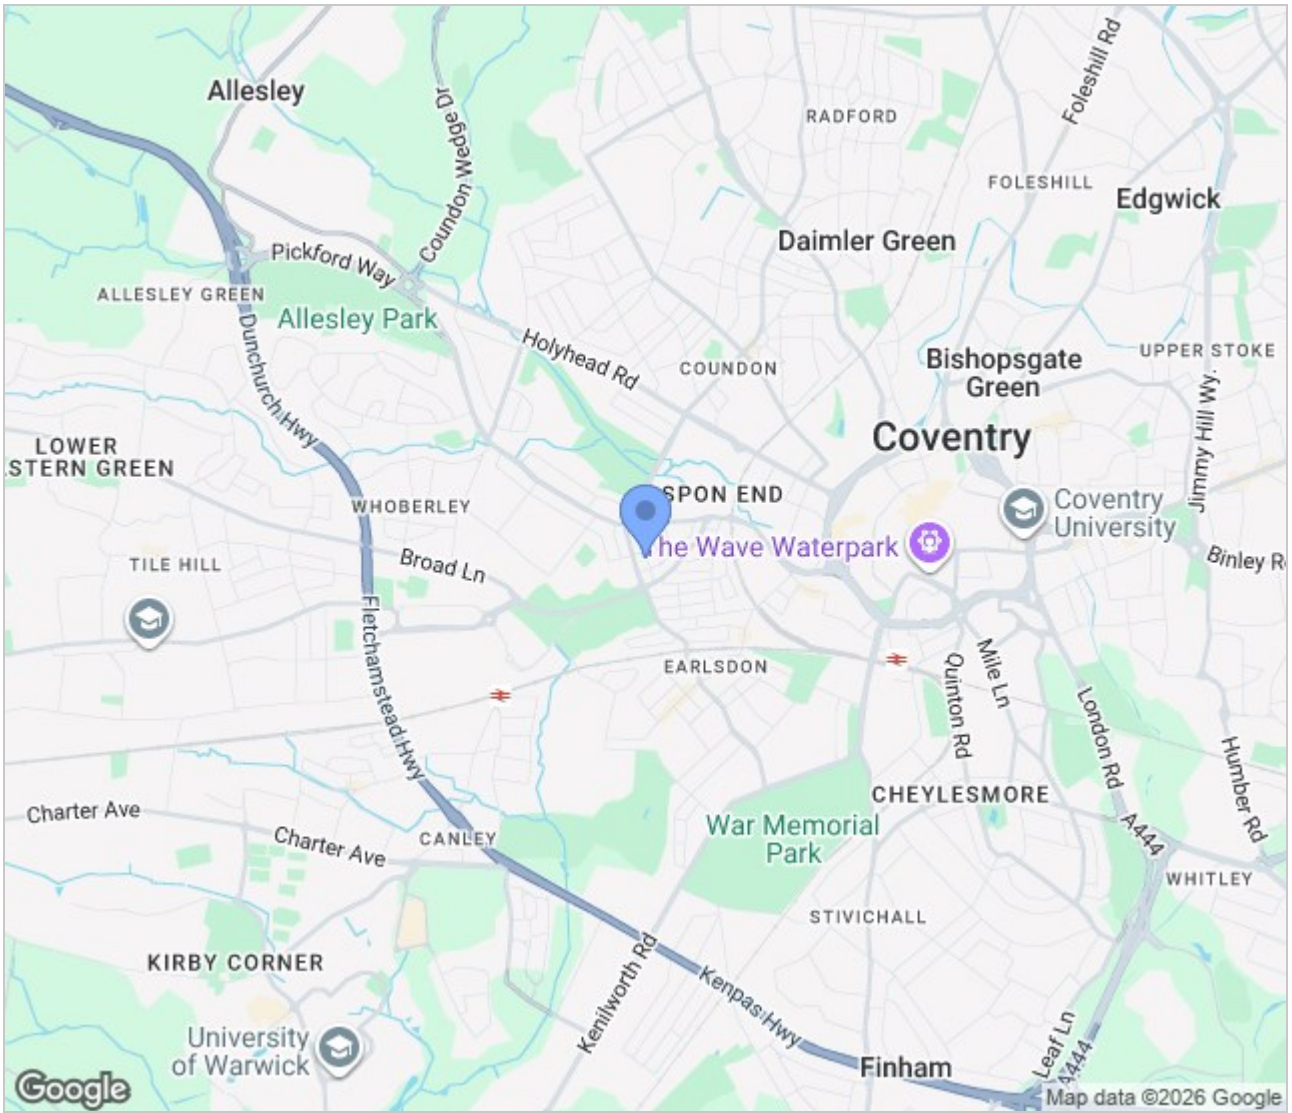 Allesley
Coundon Wedge Dr
Foleshill Rd
RADFORD
FOLESHILL
Edgwick
Daimler Green
Pickford Way
ALLESLEY GREEN
Allesley Park
Dunchurch Hwy
Holyhead Rd
COUNDON
Bishopsgate
Green
UPPER STOKE
Jimmy Hill Wy.
LOWER
STERN GREEN
Coventry
WHOBERLEY
SPON END
Coventry
University
The Wave Waterpark
Binley R
TILE HILL
Broad Ln
Fletchamstead Hwy
EARLSDON
Mile Ln
Quinton Rd
London Rd
Humber Rd
Charter Ave
Charter Ave
CANLEY
War Memorial
Park
CHEYLESMORE
A444
WHITLEY
STIVICHALL
KIRBY CORNER
Kenilworth Rd
Kenpas Hwy
University
of Warwick
Finham
Leaf Ln
A444
Google
Map data ©2026 Google